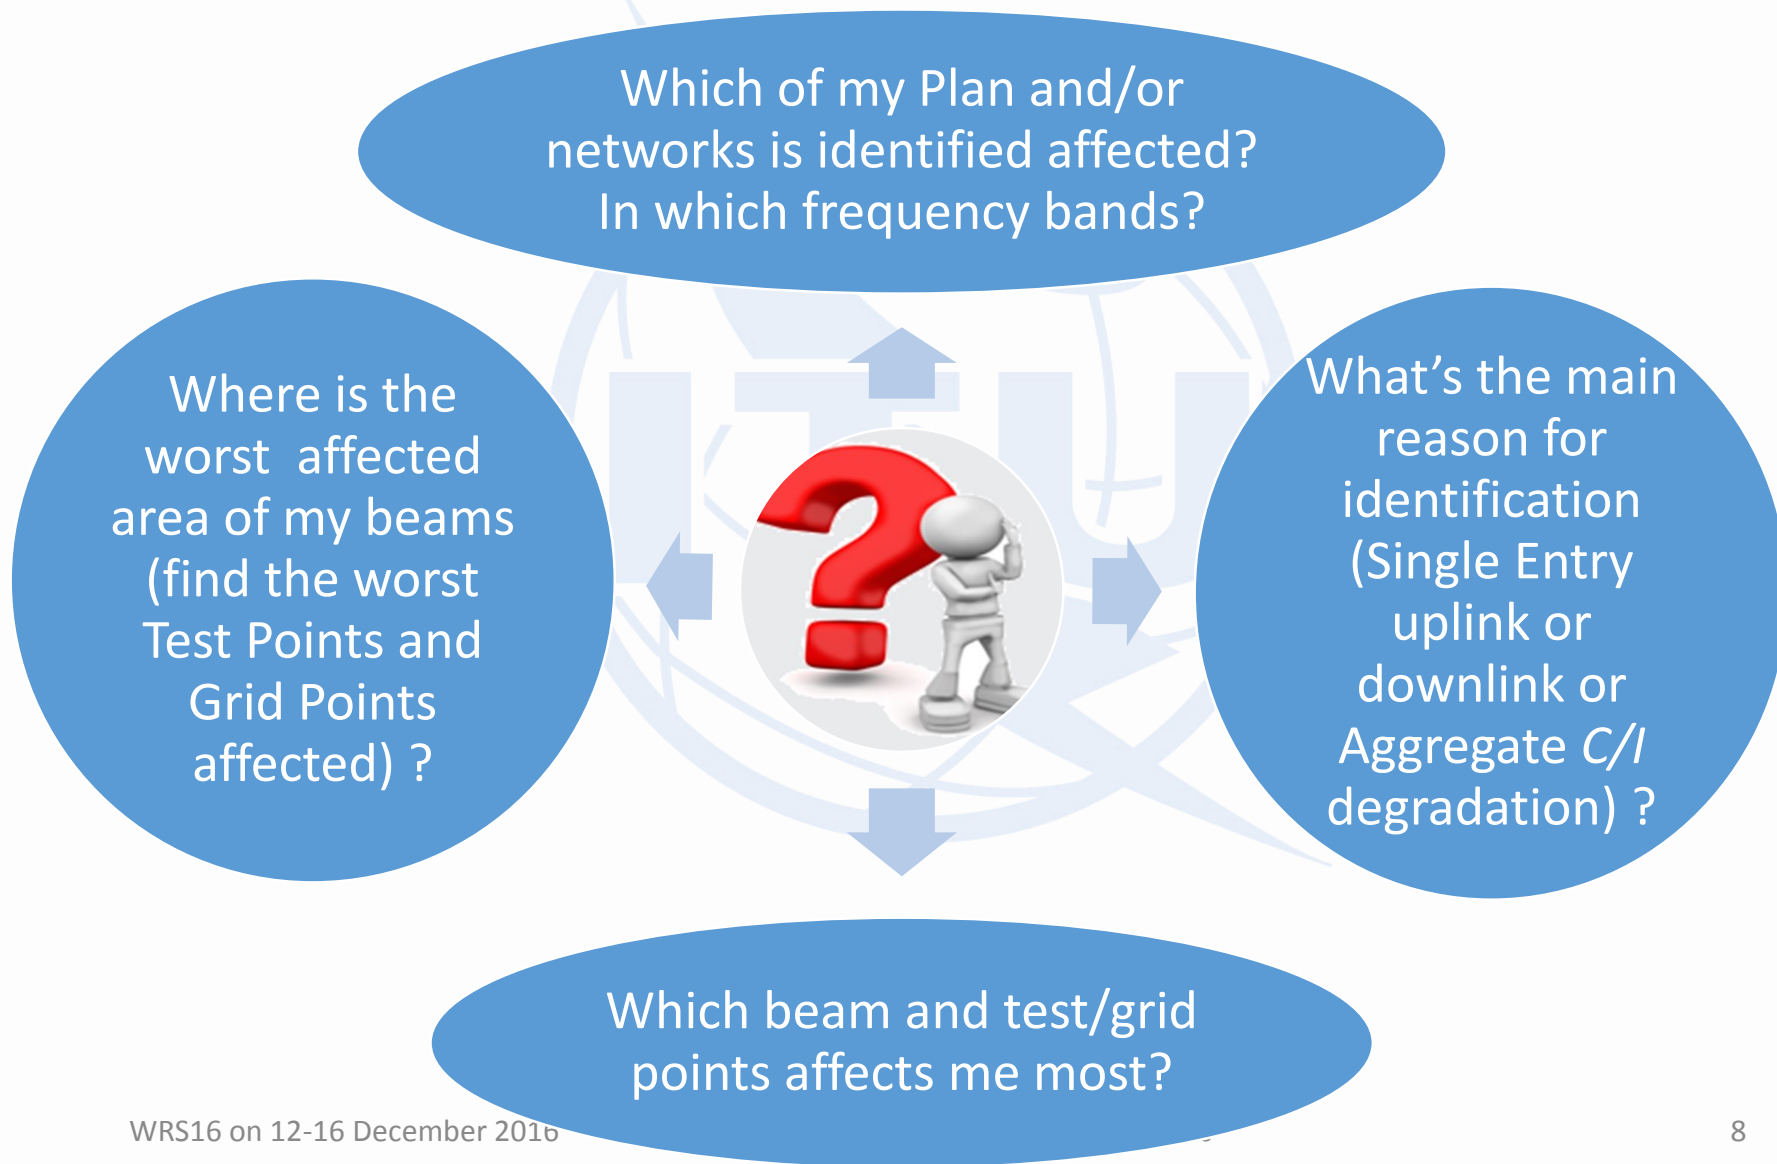 Which of my Plan and/or
networks is identified affected?
In which frequency bands?
Where is the
worst  affected
area of my beams
(find the worst
Test Points and
Grid Points
affected) ?
What’s the main
reason for
identification
(Single Entry
uplink or
downlink or
Aggregate C/I
degradation) ?
ITU
Which beam and test/grid
points affects me most?
WRS16 on 12-16 December 2016
8